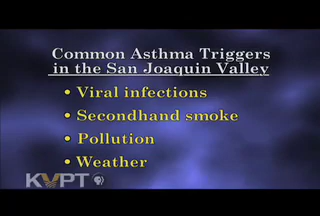 Common Asthma Triggers
in the San Joaquin Valley
• Viral infections
• Secondhand smoke
• Pollution
• Weather
KVPT